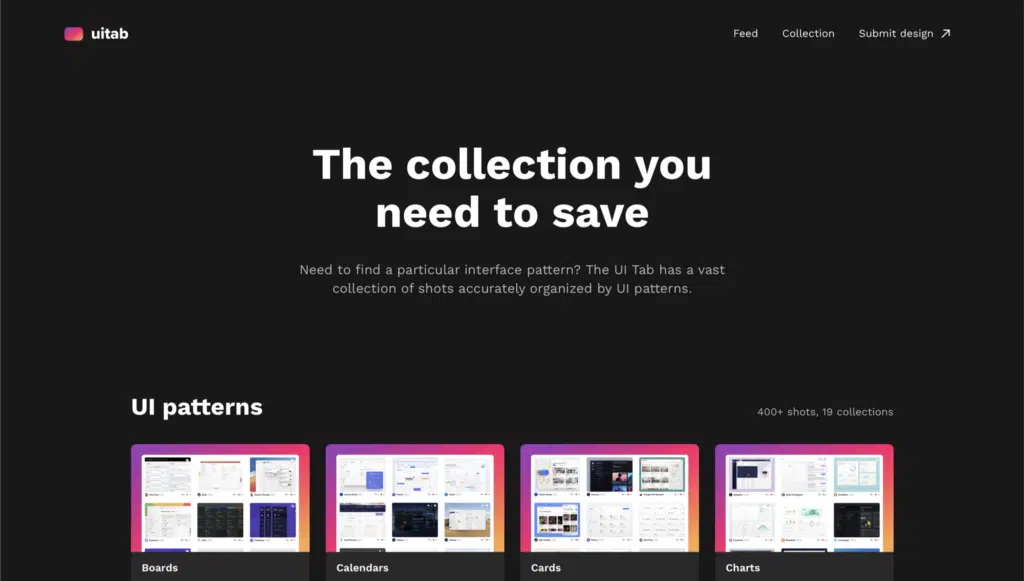 uitab
Feed
Collection
Submit design
The collection you
need to save
Need to find a particular interface pattern? The UI Tab has a vast
collection of shots accurately organized by UI patterns.
UI patterns
400+ shots, 19 collections
Boards
Calendars
Cards
Charts